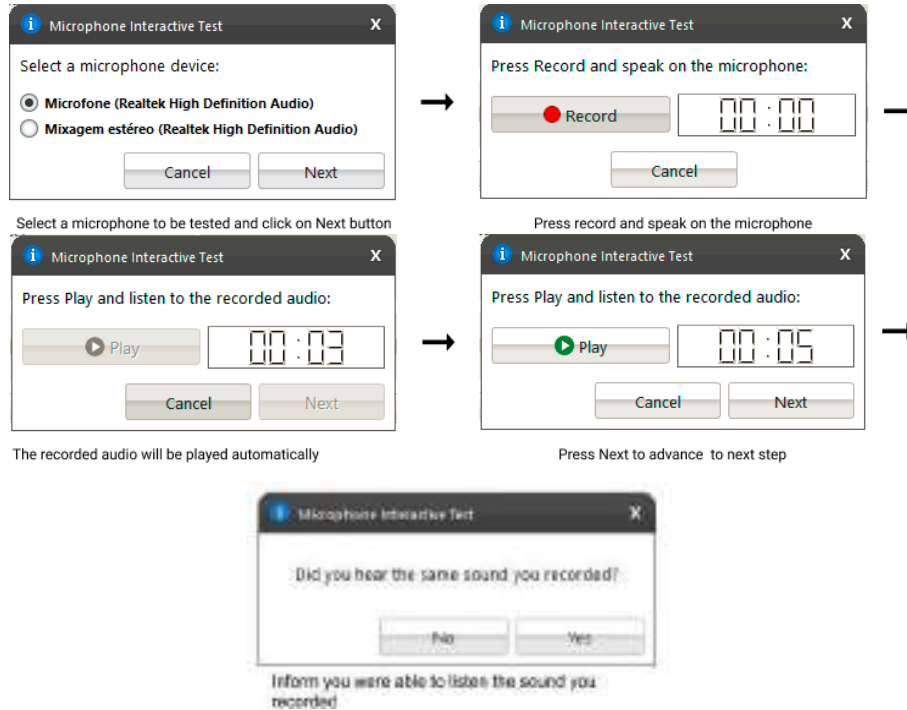 Microphone Interactive Test X
Select a microphone device:
Microfone (Realtek High Definition Audio)
Mixagem estéreo (Realtek High Definition Audio)
Cancel Next
Select a microphone to be tested and click on Next button
Microphone Interactive Test X
Press Record and speak on the microphone:
Record 00:00
Cancel
Press record and speak on the microphone
Microphone Interactive Test X
Press Play and listen to the recorded audio:
Play 00:03
Cancel Next
The recorded audio will be played automatically
Microphone Interactive Test X
Press Play and listen to the recorded audio:
Play 00:05
Cancel Next
Press Next to advance to next step
Microphone Interactive Test X
Did you hear the same sound you recorded?
No Yes
Inform you were able to listen the sound you
recorded